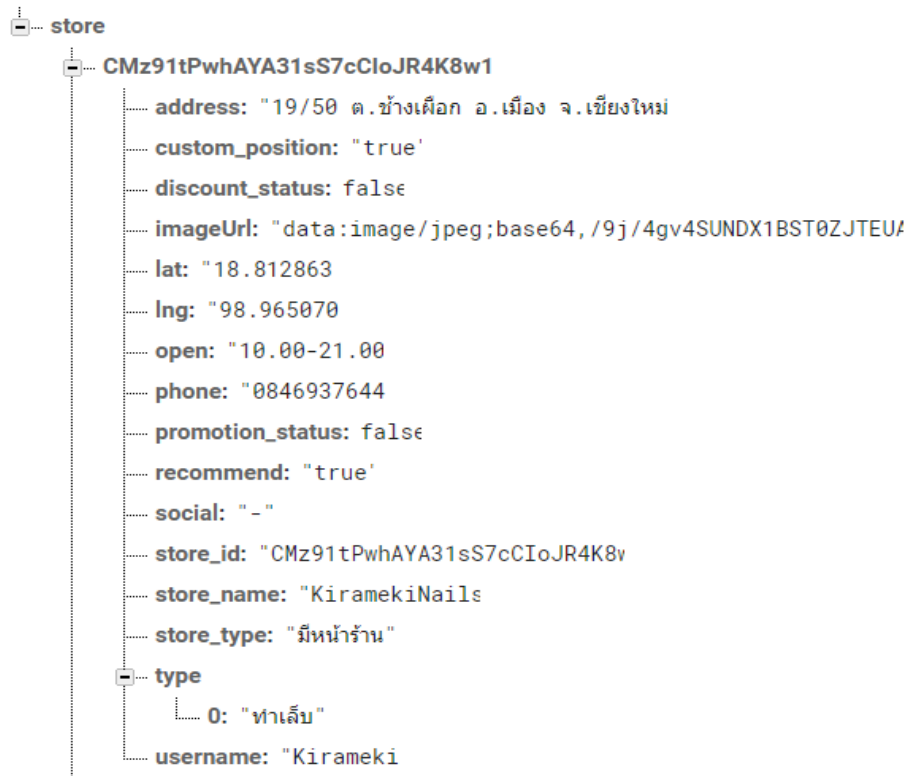 store
CMz91tPwhAYA31sS7cCIoJR4K8w1
address: "19/50 ต.ช้างเผือก อ.เมือง จ.เชียงใหม่
custom_position: "true'
discount_status: false
imageUrl: "data:image/jpeg;base64,/9j/4gv4SUNDX1BST0ZJTEUA
lat: "18.812863
lng: "98.965070
open: "10.00-21.00
phone: "0846937644
promotion_status: false
recommend: "true'
social: "-"
store_id: "CMz91tPwhAYA31sS7cCIoJR4K8w
store_name: "KiramekiNails
store_type: "มีหน้าร้าน"
type
0: "ทำเล็บ"
username: "Kirameki